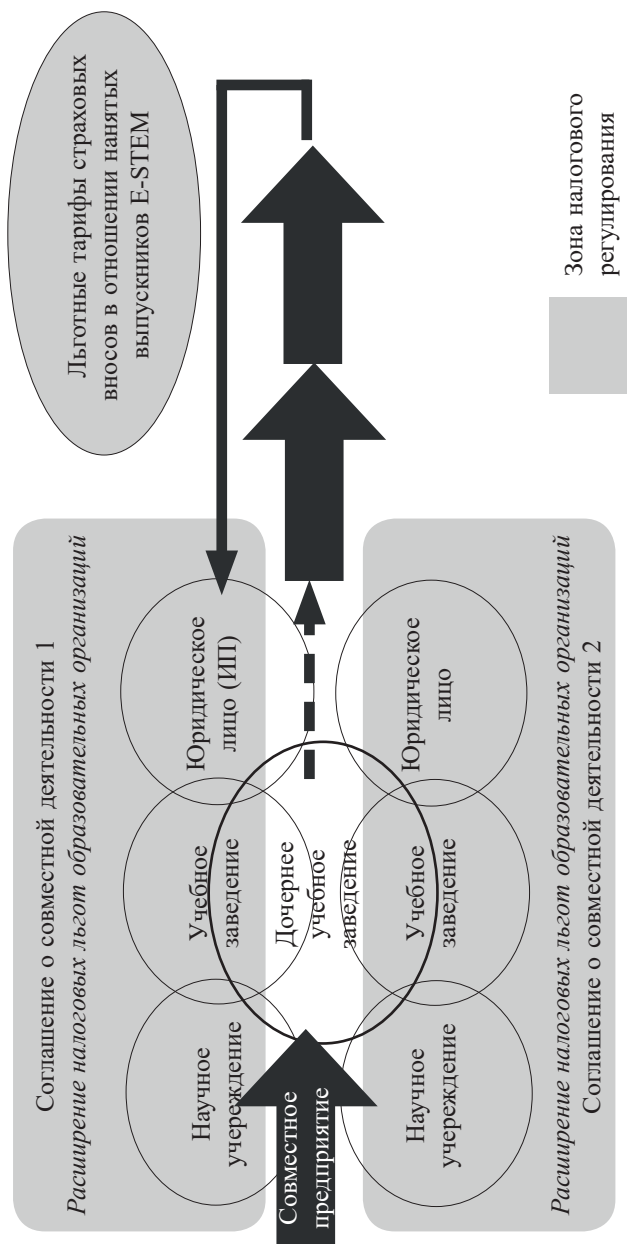 Соглашение о совместной деятельности 1
Расширение налоговых льгот образовательных организаций
Научное
учереждение
Учебное
заведение
Юридическое
лицо (ИП)
Льготные тарифы страховых
вносов в отношении нанятых
выпускников E-STEM
Совместное
предприятие
Дочернее
учебное
заведение
Научное
учереждение
Учебное
заведение
Юридическое
лицо
Расширение налоговых льгот образовательных организаций
Соглашение о совместной деятельности 2
Зона налогового
регулирования